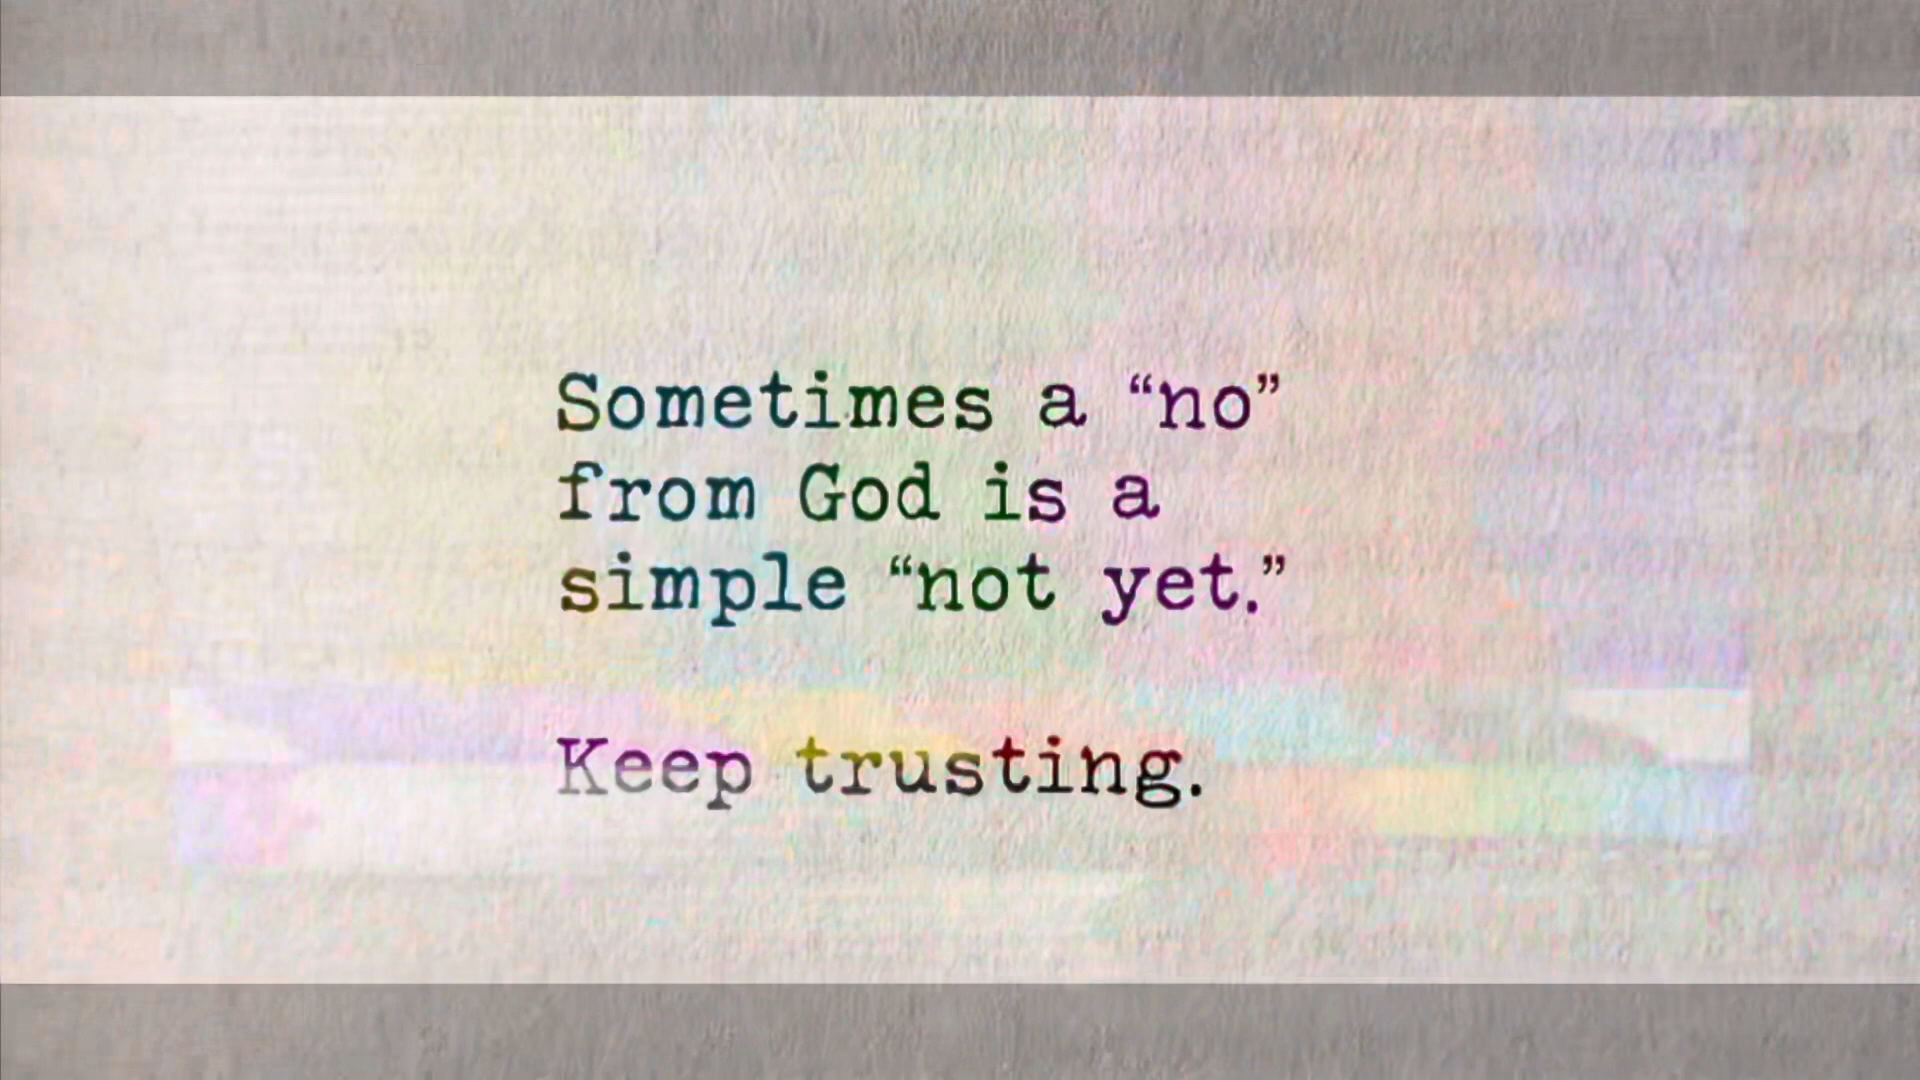 Sometimes a “no”
from God is a
simple “not yet.”
Keep trusting.